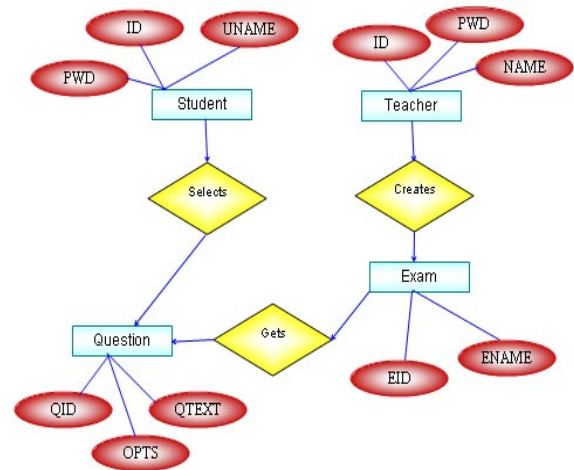 ID
UNAME
PWD
Student
ID
PWD
NAME
Teacher
Selects
Creates
Exam
Question
Gets
QID
QTEXT
OPTS
EID
ENAME